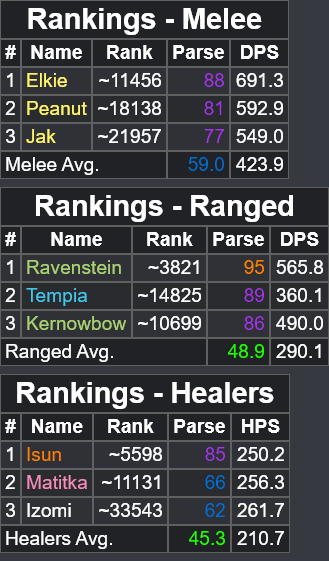 Rankings - Melee
# Name Rank Parse DPS
1 Elkie ~11456 88 691.3
2 Peanut ~18138 81 592.9
3 Jak ~21957 77 549.0
Melee Avg. 59.0 423.9
Rankings - Ranged
# Name Rank Parse DPS
1 Ravenstein ~3821 95 565.8
2 Tempia ~14825 89 360.1
3 Kernowbow ~10699 86 490.0
Ranged Avg. 48.9 290.1
Rankings - Healers
# Name Rank Parse HPS
1 Isun ~5598 85 250.2
2 Matitka ~11131 66 256.3
3 Izomi ~33543 62 261.7
Healers Avg. 45.3 210.7